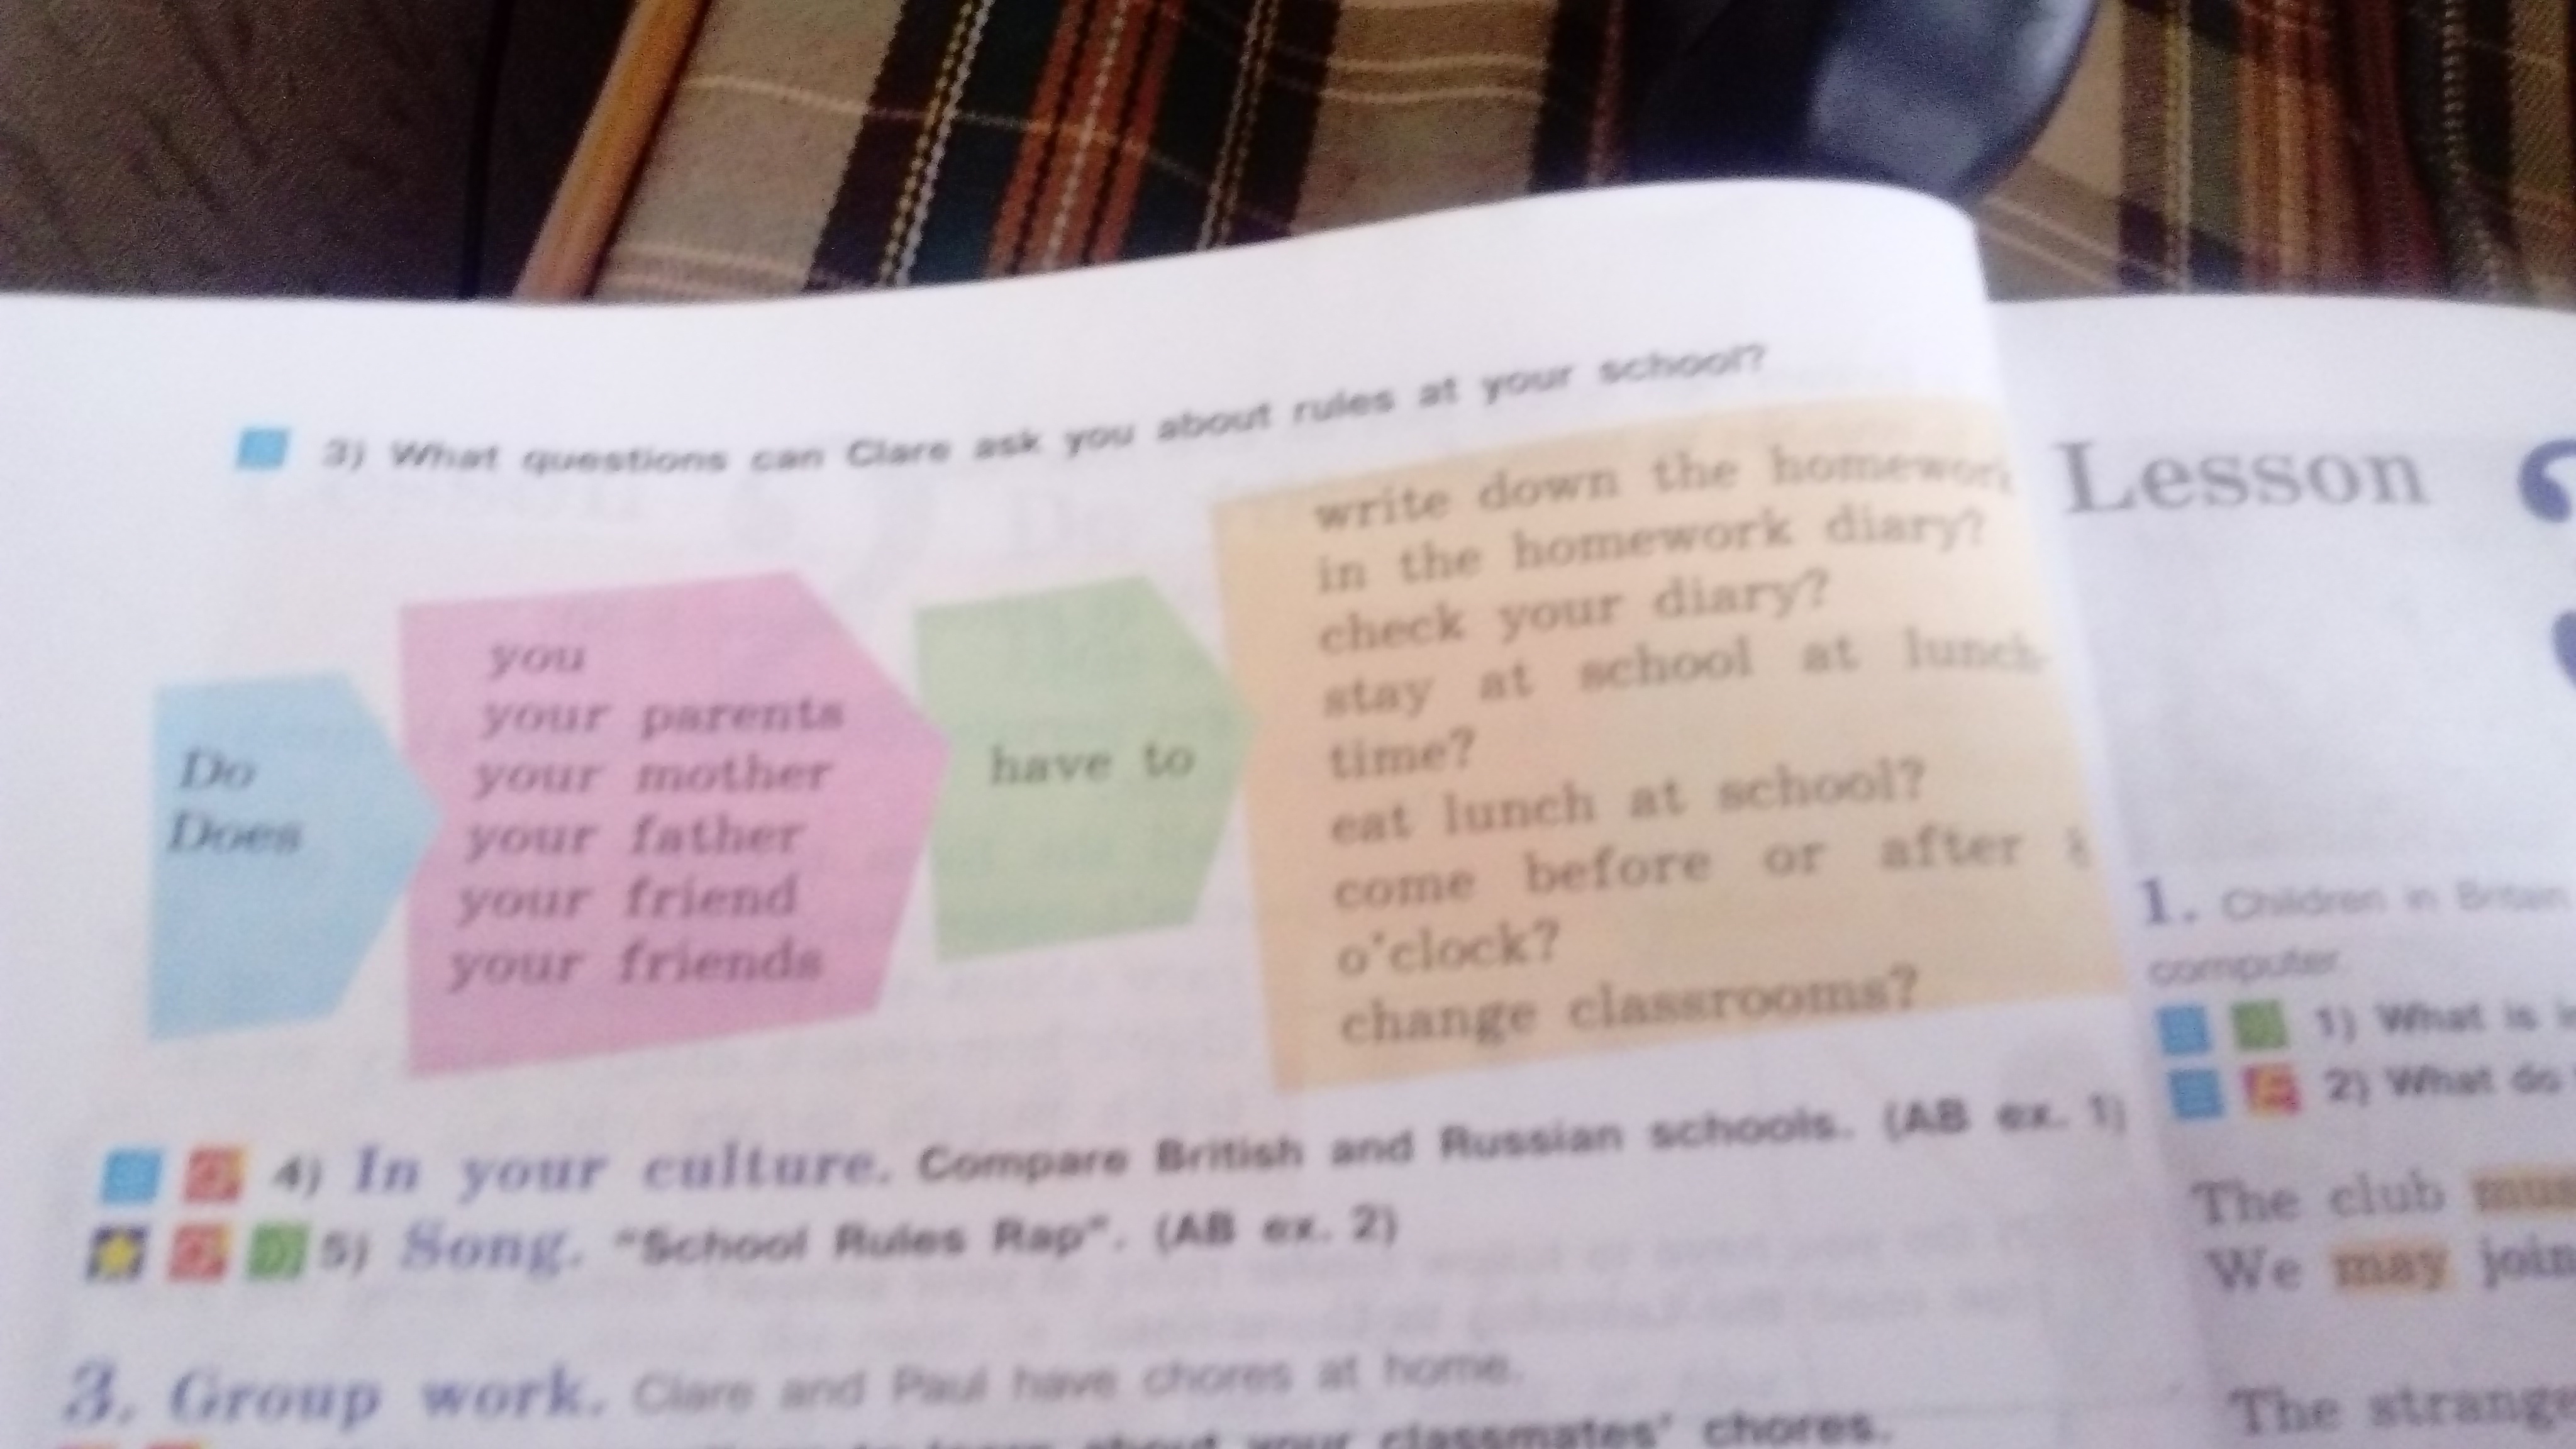 3) What questions can Clare ask you about rules at your school?
Do
Does
you
your parents
your mother
your father
your friend
your friends
have to
write down the homework
in the homework diary?
check your diary?
stay at school at lunch-
time?
eat lunch at school?
come before or after
o'clock?
change classrooms?
4) In your culture. Compare British and Russian schools. (AB ex. 1)
5) Song. "School Rules Rap". (AB ex. 2)
3. Group work. Clare and Paul have chores at home.
about your classmates' chores.
Lesson
1. Children in Britain
computer.
1) What is
2) What do
The club
We may join
The strange